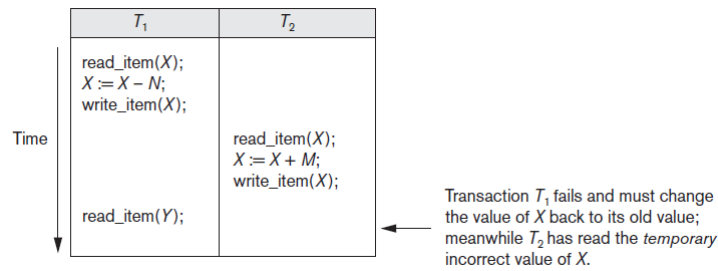 T₁ T₂
read_item(X);
X := X – N;
write_item(X);
Time
read_item(X);
X := X + M;
write_item(X);
read_item(Y);
Transaction T₁ fails and must change
the value of X back to its old value;
meanwhile T₂ has read the temporary
incorrect value of X.